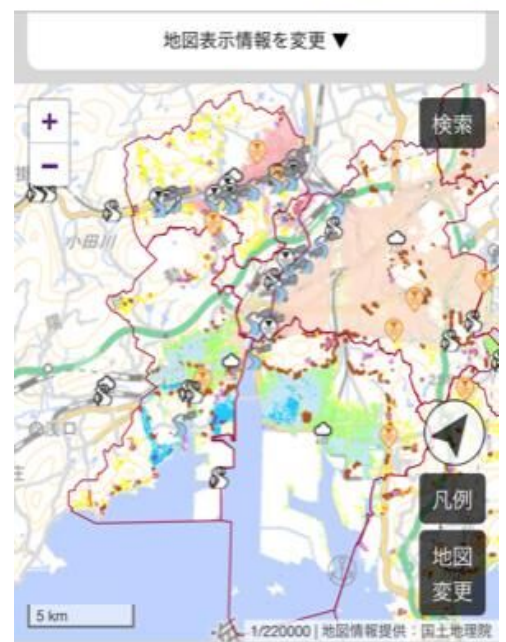 地図表示情報を変更 ▼
+
検索
−
小田川
凡例
地図
変更
5 km
1/220000 | 地図情報提供：国土地理院